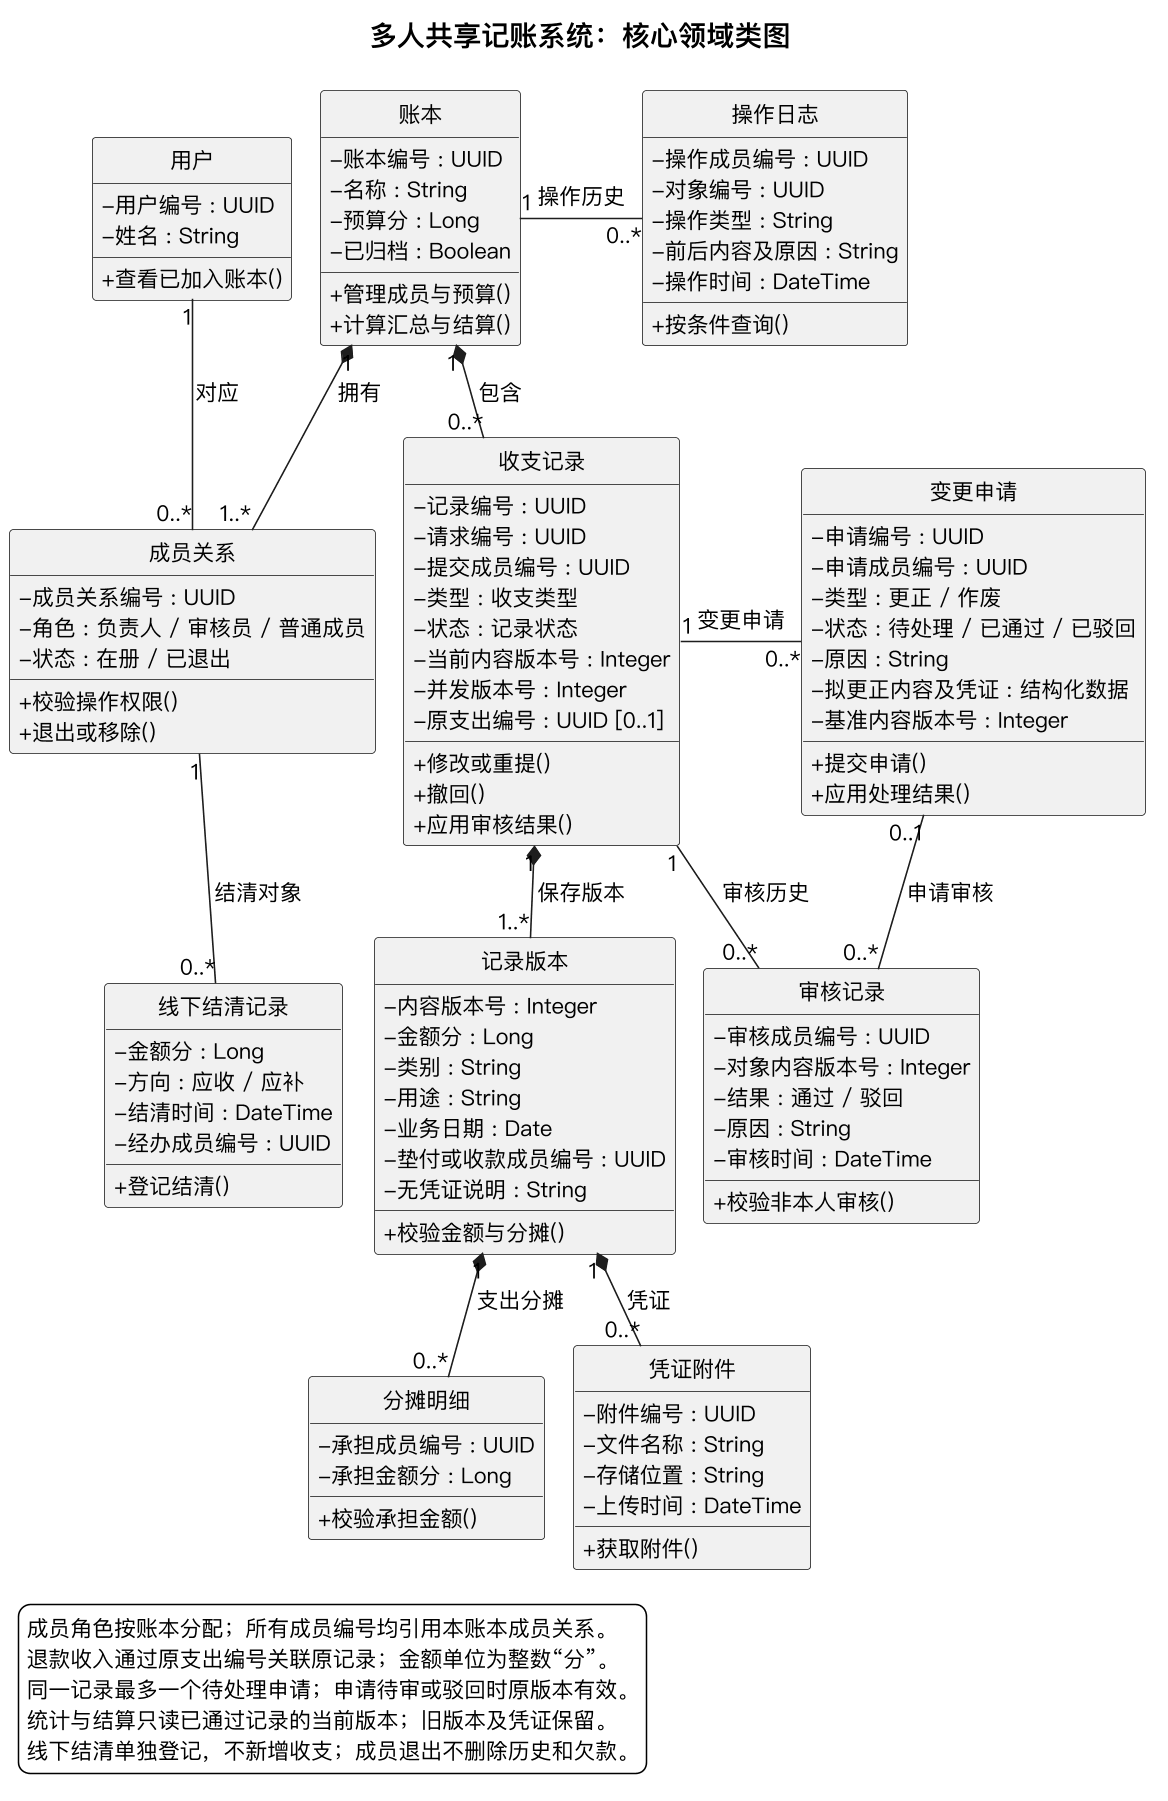 多人共享记账系统：核心领域类图
用户
−用户编号 : UUID
−姓名 : String
+查看已加入账本()
账本
−账本编号 : UUID
−名称 : String
−预算分 : Long
−已归档 : Boolean
+管理成员与预算()
+计算汇总与结算()
1
操作历史
0..*
操作日志
−操作成员编号 : UUID
−对象编号 : UUID
−操作类型 : String
−前后内容及原因 : String
−操作时间 : DateTime
+按条件查询()
1
对应
0..*
1
拥有
1..*
1
包含
0..*
成员关系
−成员关系编号 : UUID
−角色 : 负责人 / 审核员 / 普通成员
−状态 : 在册 / 已退出
+校验操作权限()
+退出或移除()
收支记录
−记录编号 : UUID
−请求编号 : UUID
−提交成员编号 : UUID
−类型 : 收支类型
−状态 : 记录状态
−当前内容版本号 : Integer
−并发版本号 : Integer
−原支出编号 : UUID [0..1]
+修改或重提()
+撤回()
+应用审核结果()
1
变更申请
0..*
变更申请
−申请编号 : UUID
−申请成员编号 : UUID
−类型 : 更正 / 作废
−状态 : 待处理 / 已通过 / 已驳回
−原因 : String
−拟更正内容及凭证 : 结构化数据
−基准内容版本号 : Integer
+提交申请()
+应用处理结果()
1
结清对象
0..*
1
保存版本
1..*
1
审核历史
0..*
0..1
申请审核
0..*
线下结清记录
−金额分 : Long
−方向 : 应收 / 应补
−结清时间 : DateTime
−经办成员编号 : UUID
+登记结清()
记录版本
−内容版本号 : Integer
−金额分 : Long
−类别 : String
−用途 : String
−业务日期 : Date
−垫付或收款成员编号 : UUID
−无凭证说明 : String
+校验金额与分摊()
审核记录
−审核成员编号 : UUID
−对象内容版本号 : Integer
−结果 : 通过 / 驳回
−原因 : String
−审核时间 : DateTime
+校验非本人审核()
1
支出分摊
0..*
1
凭证
0..*
分摊明细
−承担成员编号 : UUID
−承担金额分 : Long
+校验承担金额()
凭证附件
−附件编号 : UUID
−文件名称 : String
−存储位置 : String
−上传时间 : DateTime
+获取附件()
成员角色按账本分配；所有成员编号均引用本账本成员关系。
退款收入通过原支出编号关联原记录；金额单位为整数“分”。
同一记录最多一个待处理申请；申请待审或驳回时原版本有效。
统计与结算只读已通过记录的当前版本；旧版本及凭证保留。
线下结清单独登记，不新增收支；成员退出不删除历史和欠款。